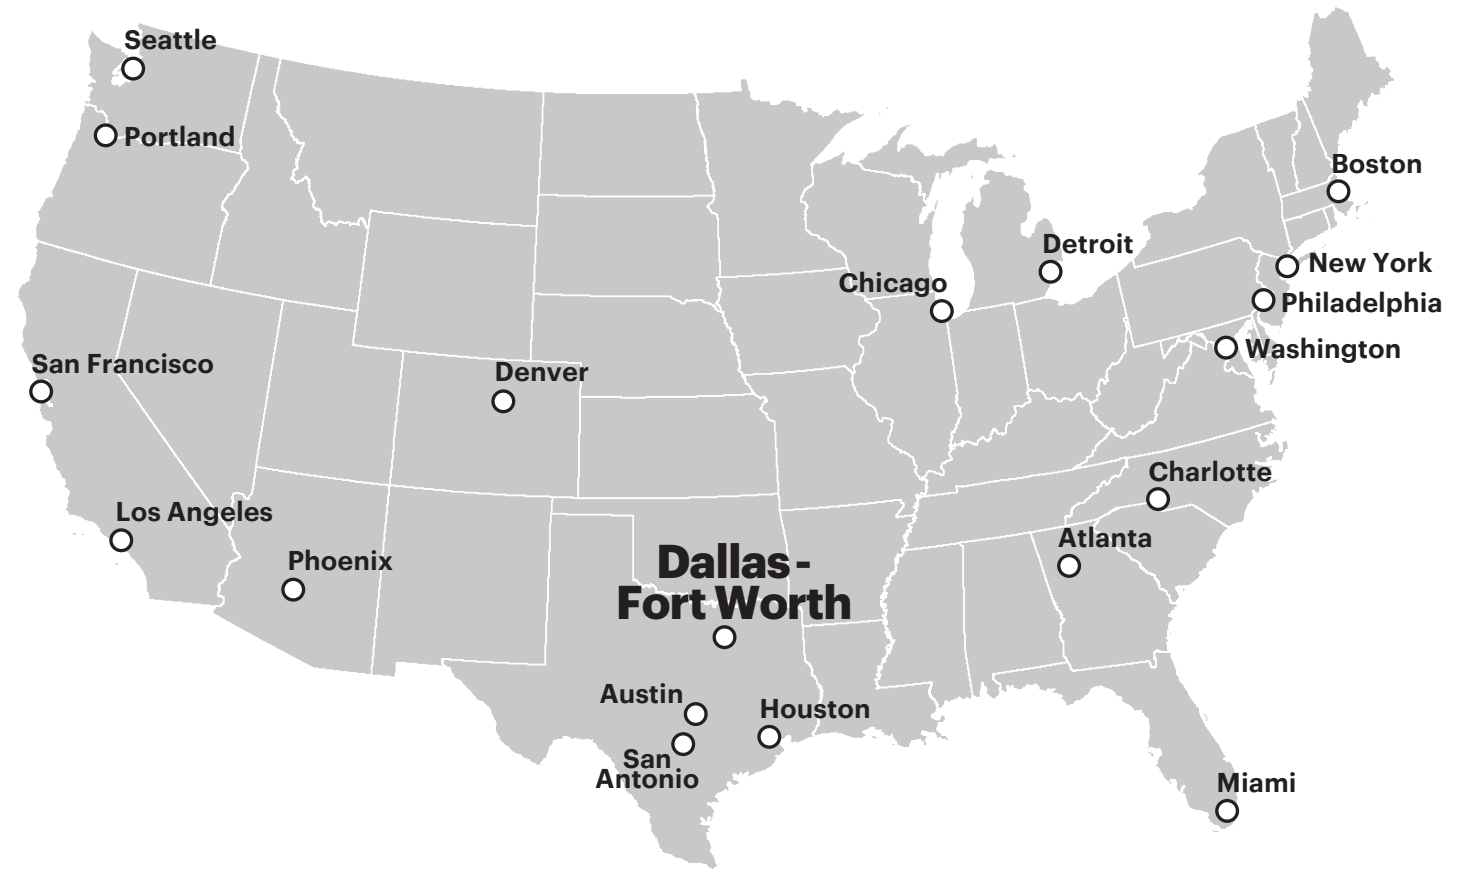 Seattle
Portland
Boston
Detroit
New York
Chicago
Philadelphia
Washington
San Francisco
Denver
Charlotte
Los Angeles
Atlanta
Phoenix
Dallas-
Fort Worth
Austin
Houston
San
Antonio
Miami